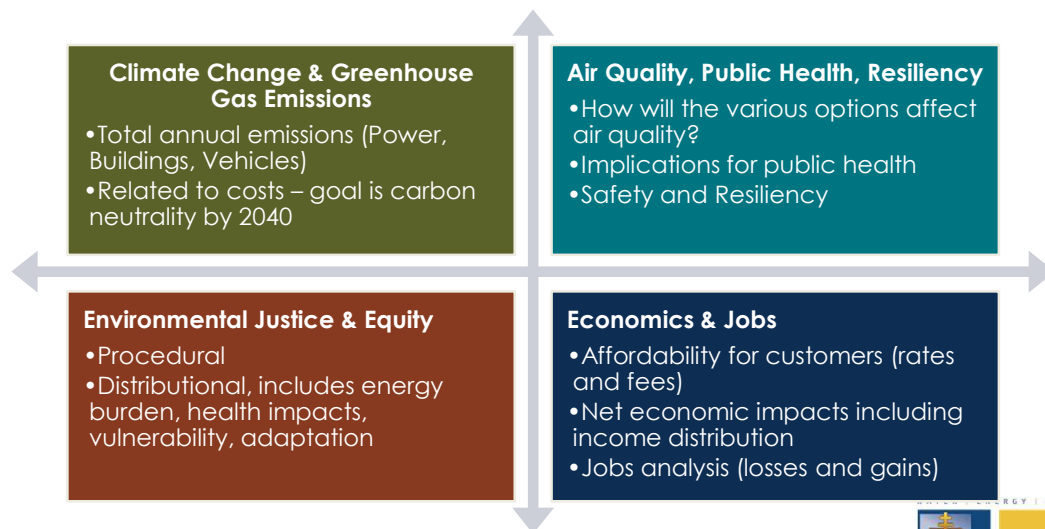 Climate Change & Greenhouse
Gas Emissions
•Total annual emissions (Power,
Buildings, Vehicles)
•Related to costs – goal is carbon
neutrality by 2040
Air Quality, Public Health, Resiliency
•How will the various options affect
air quality?
•Implications for public health
•Safety and Resiliency
Environmental Justice & Equity
•Procedural
•Distributional, includes energy
burden, health impacts,
vulnerability, adaptation
Economics & Jobs
•Affordability for customers (rates
and fees)
•Net economic impacts including
income distribution
•Jobs analysis (losses and gains)